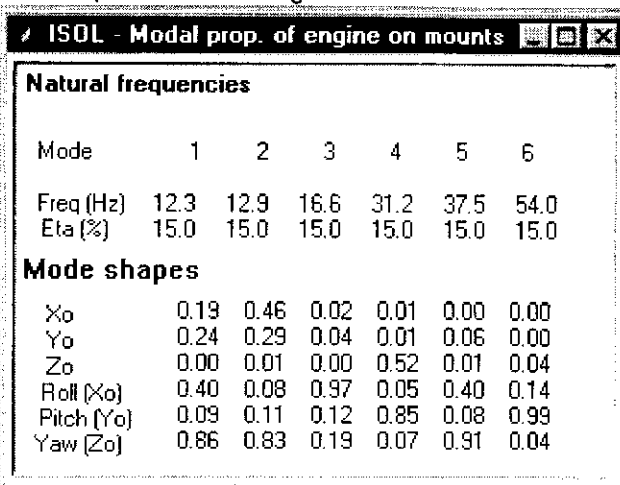 ISOL - Modal prop. of engine on mounts
Natural frequencies
Mode 1 2 3 4 5 6
Freq (Hz) 12.3 12.9 16.6 31.2 37.5 54.0
Eta (%) 15.0 15.0 15.0 15.0 15.0 15.0
Mode shapes
Xo 0.19 0.46 0.02 0.01 0.00 0.00
Yo 0.24 0.29 0.04 0.01 0.06 0.00
Zo 0.00 0.01 0.00 0.52 0.01 0.04
Roll (Xo) 0.40 0.08 0.97 0.05 0.40 0.14
Pitch (Yo) 0.09 0.11 0.12 0.85 0.08 0.99
Yaw (Zo) 0.86 0.83 0.19 0.07 0.91 0.04